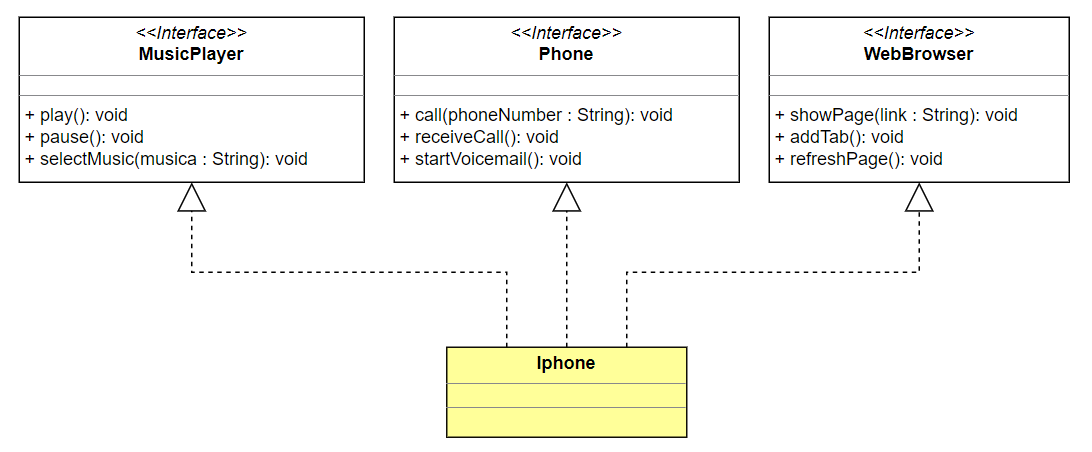 <<Interface>>
MusicPlayer
+ play(): void
+ pause(): void
+ selectMusic(musica : String): void
<<Interface>>
Phone
+ call(phoneNumber : String): void
+ receiveCall(): void
+ startVoicemail(): void
<<Interface>>
WebBrowser
+ showPage(link : String): void
+ addTab(): void
+ refreshPage(): void
Iphone